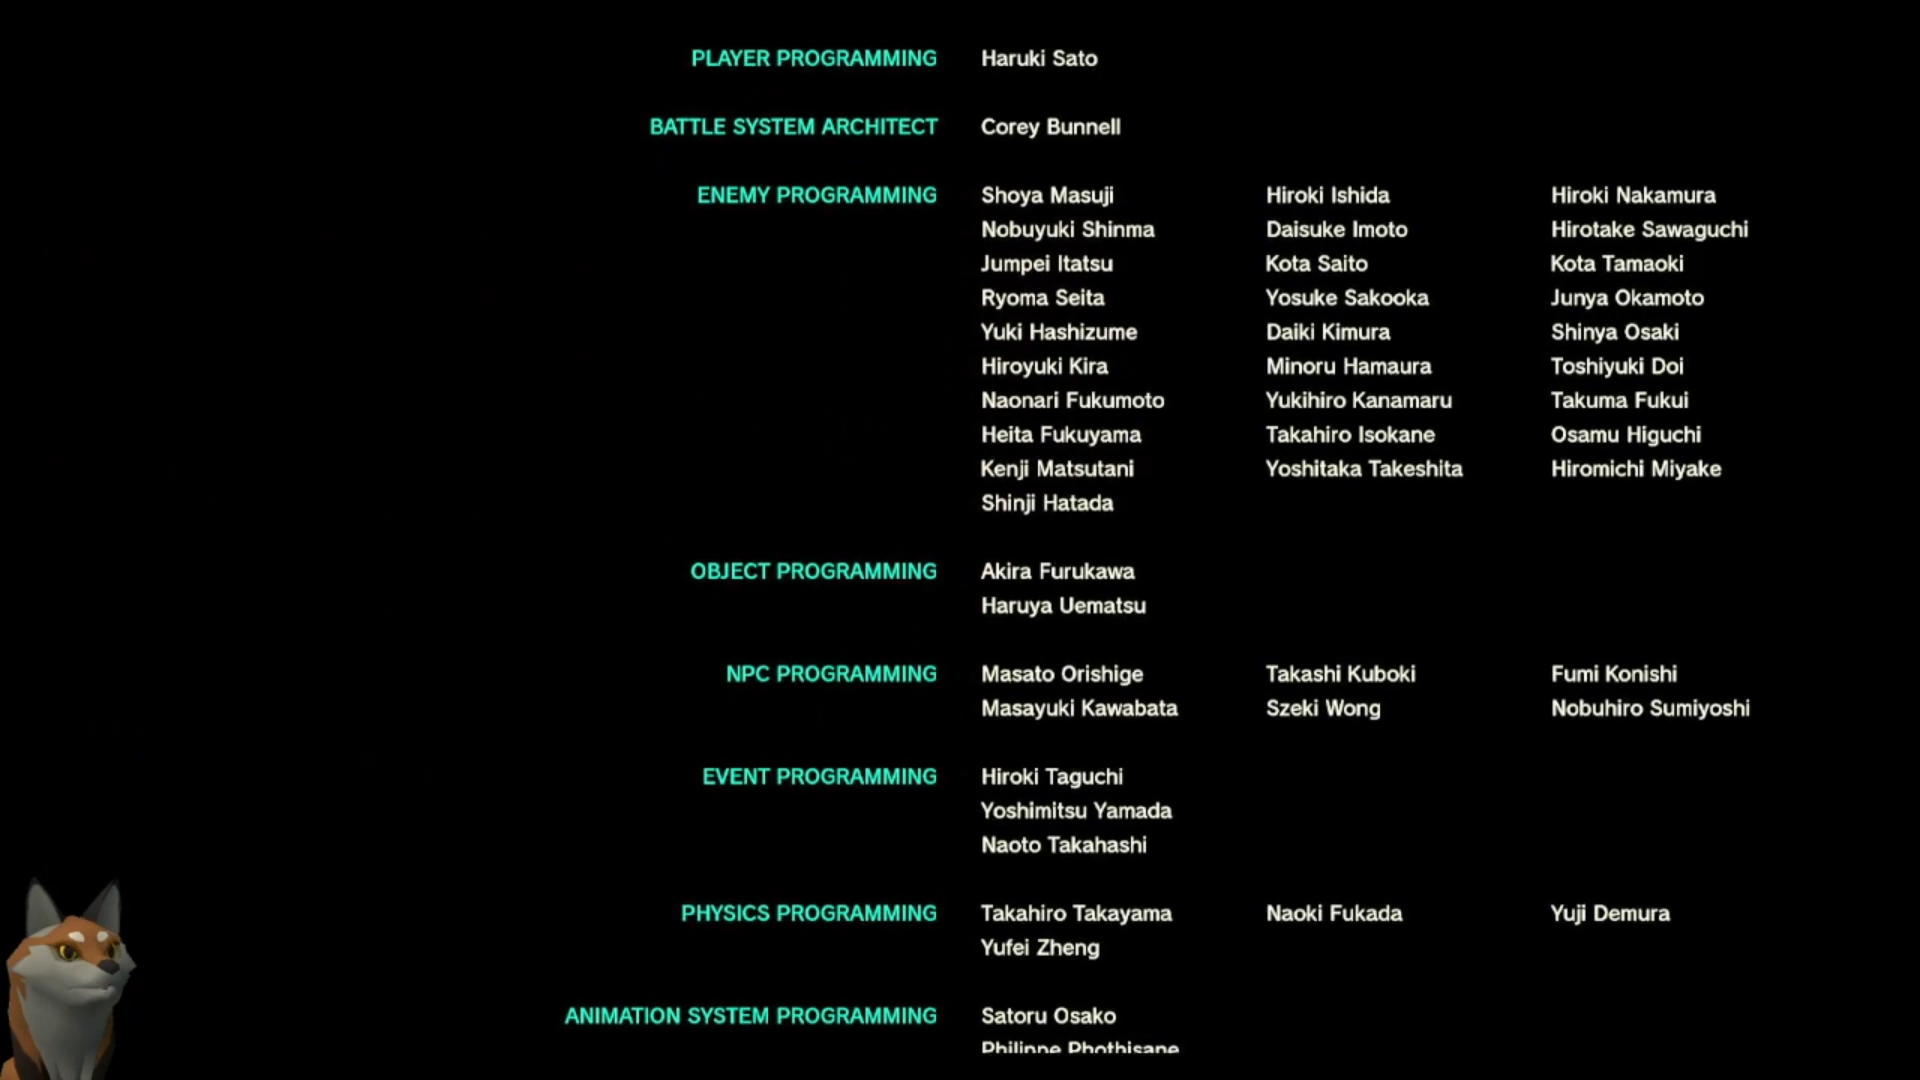 PLAYER PROGRAMMING Haruki Sato
BATTLE SYSTEM ARCHITECT Corey Bunnell
ENEMY PROGRAMMING Shoya Masuji Hiroki Ishida Hiroki Nakamura
Nobuyuki Shinma Daisuke Imoto Hirotake Sawaguchi
Jumpei Itatsu Kota Saito Kota Tamaoki
Ryoma Seita Yosuke Sakooka Junya Okamoto
Yuki Hashizume Daiki Kimura Shinya Osaki
Hiroyuki Kira Minoru Hamaura Toshiyuki Doi
Naonari Fukumoto Yukihiro Kanamaru Takuma Fukui
Heita Fukuyama Takahiro Isokane Osamu Higuchi
Kenji Matsutani Yoshitaka Takeshita Hiromichi Miyake
Shinji Hatada
OBJECT PROGRAMMING Akira Furukawa
Haruya Uematsu
NPC PROGRAMMING Masato Orishige Takashi Kuboki Fumi Konishi
Masayuki Kawabata Szeki Wong Nobuhiro Sumiyoshi
EVENT PROGRAMMING Hiroki Taguchi
Yoshimitsu Yamada
Naoto Takahashi
PHYSICS PROGRAMMING Takahiro Takayama Naoki Fukada Yuji Demura
Yufei Zheng
ANIMATION SYSTEM PROGRAMMING Satoru Osako
Philippe Phothisane